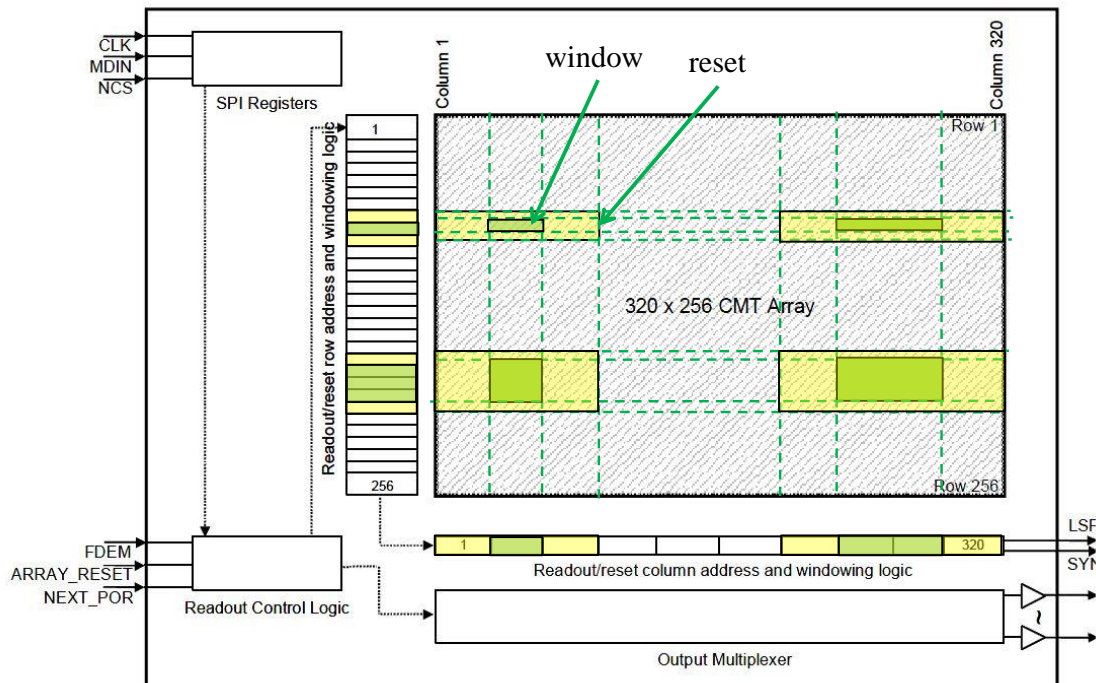 CLK
MDIN
NCS
SPI Registers
window
reset
Column 1
Column 320
Row 1
Readout/reset row address and windowing logic
1
320 x 256 CMT Array
256
Row 256
FDEM
ARRAY_RESET
NEXT_POR
Readout Control Logic
1
320
LSP
SYN
Readout/reset column address and windowing logic
Output Multiplexer
~